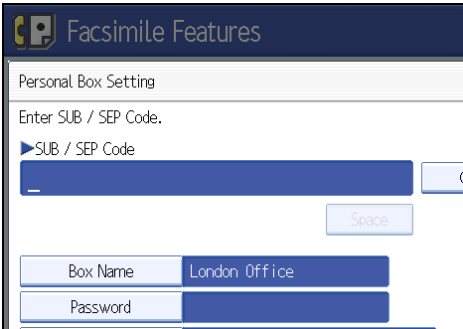 Facsimile Features
Personal Box Setting
Enter SUB / SEP Code.
▶SUB / SEP Code
Space
Box Name London Office
Password